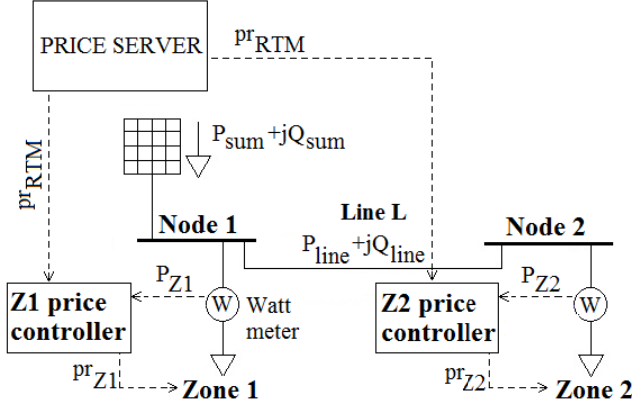 PRICE SERVER
pr_RTM
pr_RTM
P_sum+jQ_sum
Node 1
Line L
Node 2
P_line+jQ_line
P_Z1
P_Z2
Z1 price
controller
W
Watt
meter
Z2 price
controller
W
pr_Z1
Zone 1
pr_Z2
Zone 2